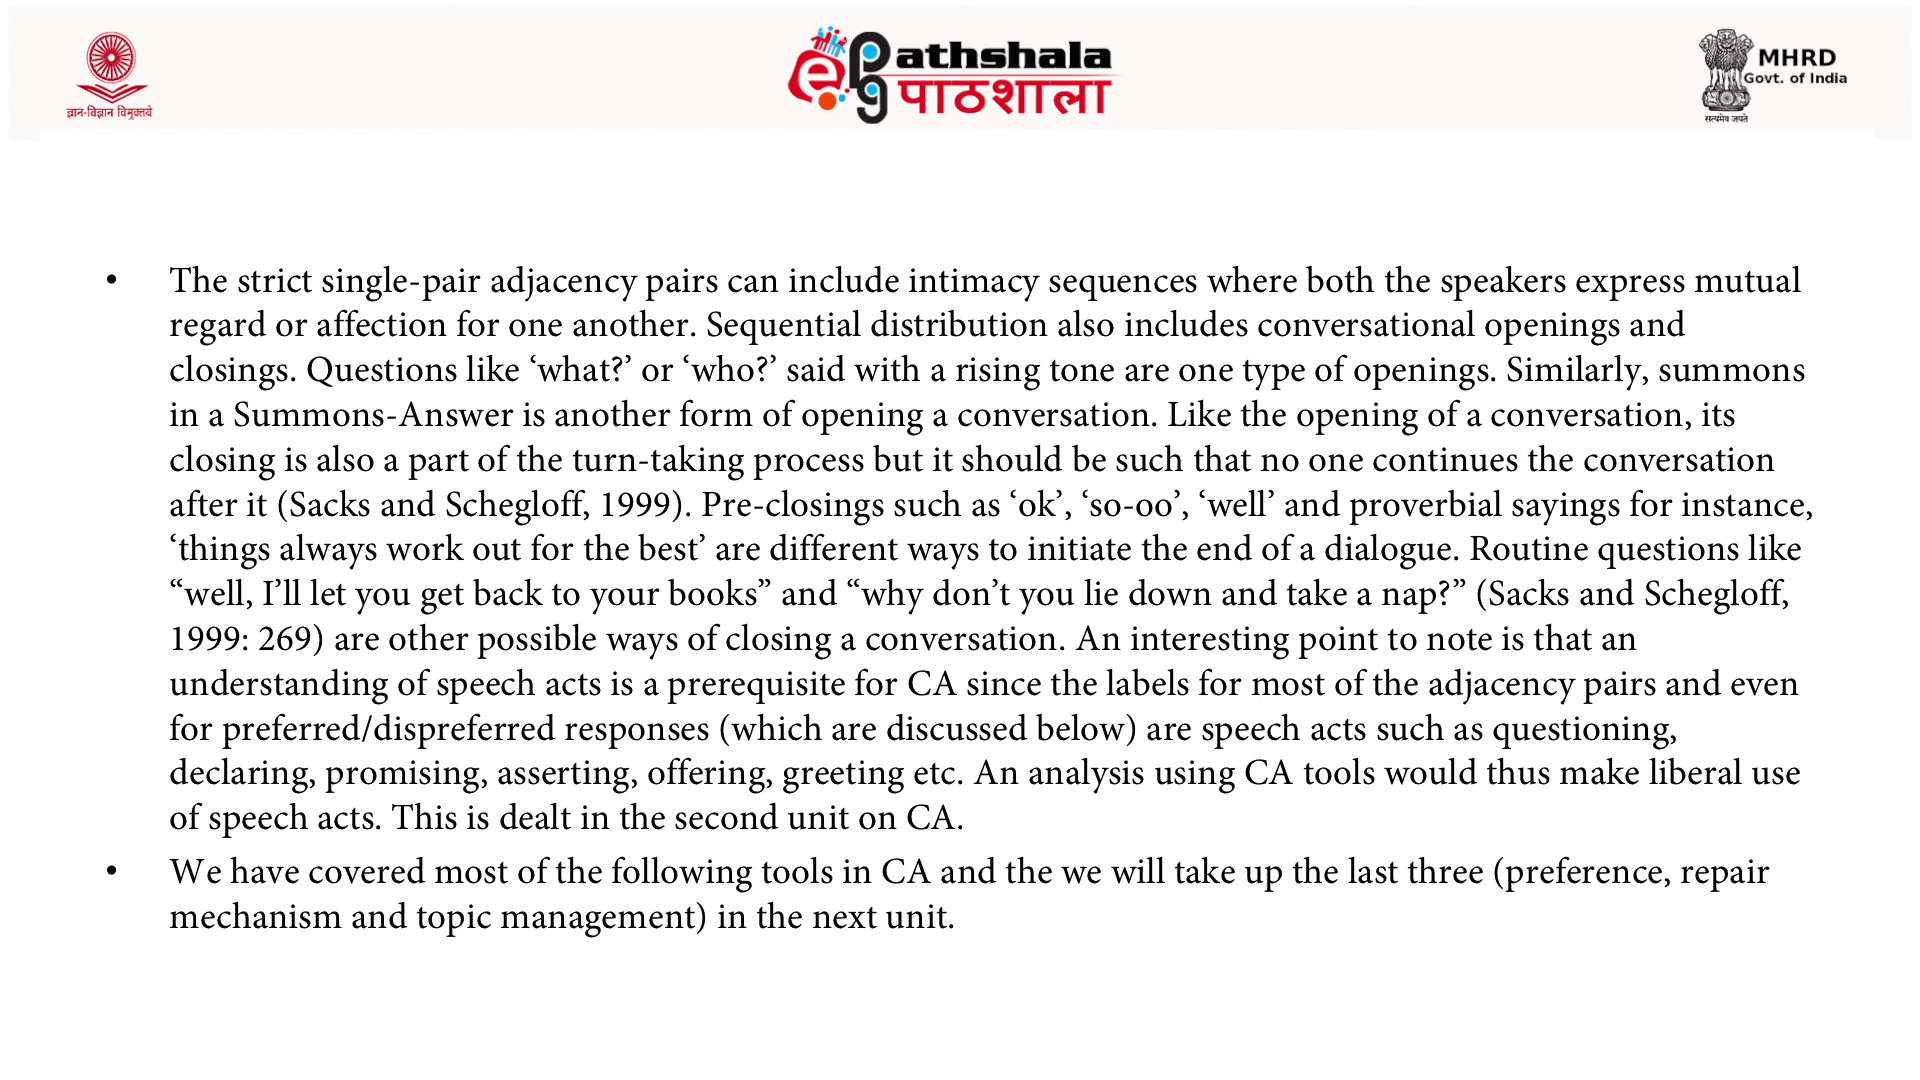 ज्ञान-विज्ञान विमुक्तये
e
PG
athshala
पाठशाला
MHRD
Govt. of India
सत्यमेव जयते
• The strict single-pair adjacency pairs can include intimacy sequences where both the speakers express mutual
regard or affection for one another. Sequential distribution also includes conversational openings and
closings. Questions like ‘what?’ or ‘who?’ said with a rising tone are one type of openings. Similarly, summons
in a Summons-Answer is another form of opening a conversation. Like the opening of a conversation, its
closing is also a part of the turn-taking process but it should be such that no one continues the conversation
after it (Sacks and Schegloff, 1999). Pre-closings such as ‘ok’, ‘so-oo’, ‘well’ and proverbial sayings for instance,
‘things always work out for the best’ are different ways to initiate the end of a dialogue. Routine questions like
“well, I’ll let you get back to your books” and “why don’t you lie down and take a nap?” (Sacks and Schegloff,
1999: 269) are other possible ways of closing a conversation. An interesting point to note is that an
understanding of speech acts is a prerequisite for CA since the labels for most of the adjacency pairs and even
for preferred/dispreferred responses (which are discussed below) are speech acts such as questioning,
declaring, promising, asserting, offering, greeting etc. An analysis using CA tools would thus make liberal use
of speech acts. This is dealt in the second unit on CA.
• We have covered most of the following tools in CA and the we will take up the last three (preference, repair
mechanism and topic management) in the next unit.